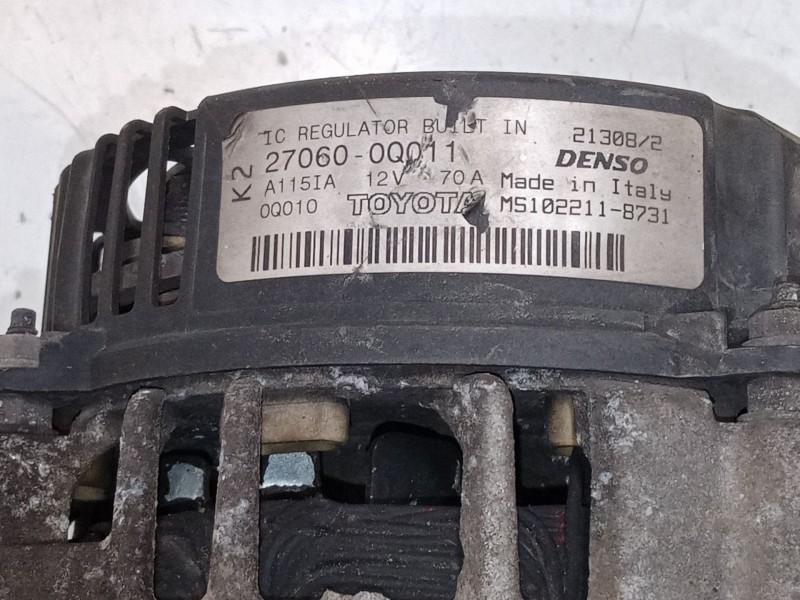 K2
IC REGULATOR BUILT IN 21308/2
27060-0Q011 DENSO
A115IA 12V 70A Made in Italy
0Q010 TOYOTA MS102211-8731